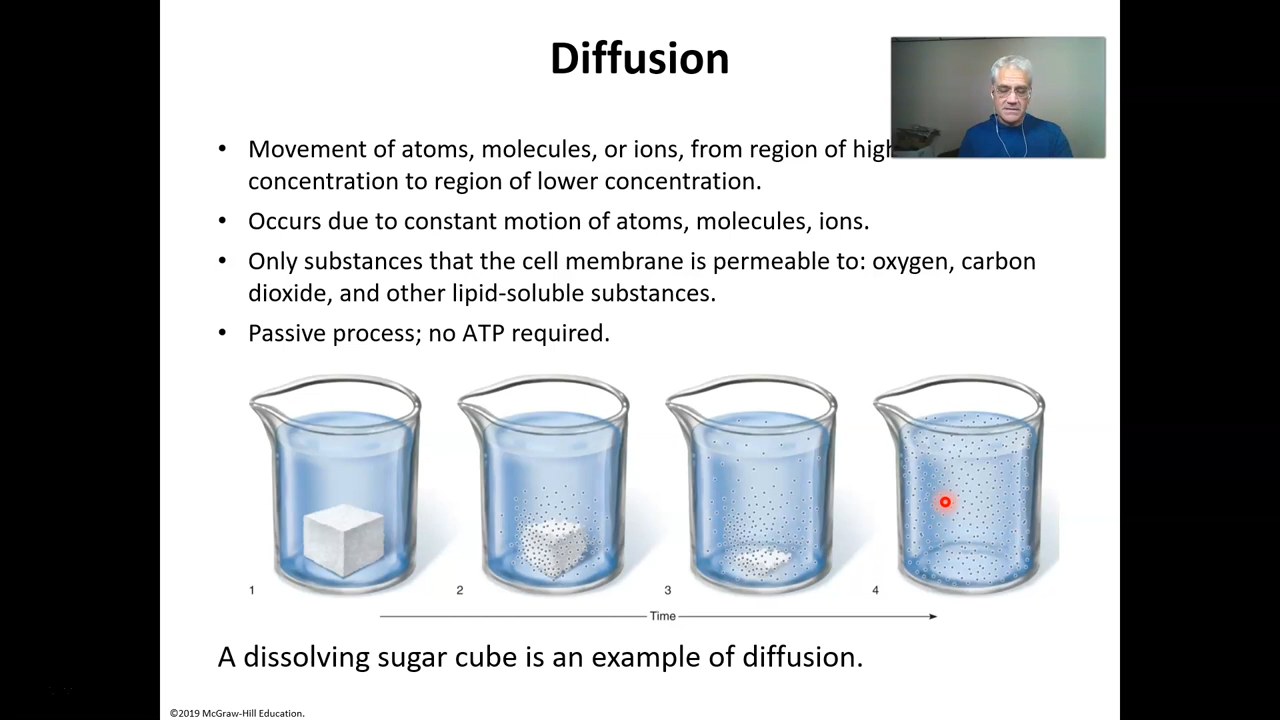 Diffusion
• Movement of atoms, molecules, or ions, from region of high
concentration to region of lower concentration.
• Occurs due to constant motion of atoms, molecules, ions.
• Only substances that the cell membrane is permeable to: oxygen, carbon
dioxide, and other lipid-soluble substances.
• Passive process; no ATP required.
1 2 3 4
Time
A dissolving sugar cube is an example of diffusion.
©2019 McGraw-Hill Education.